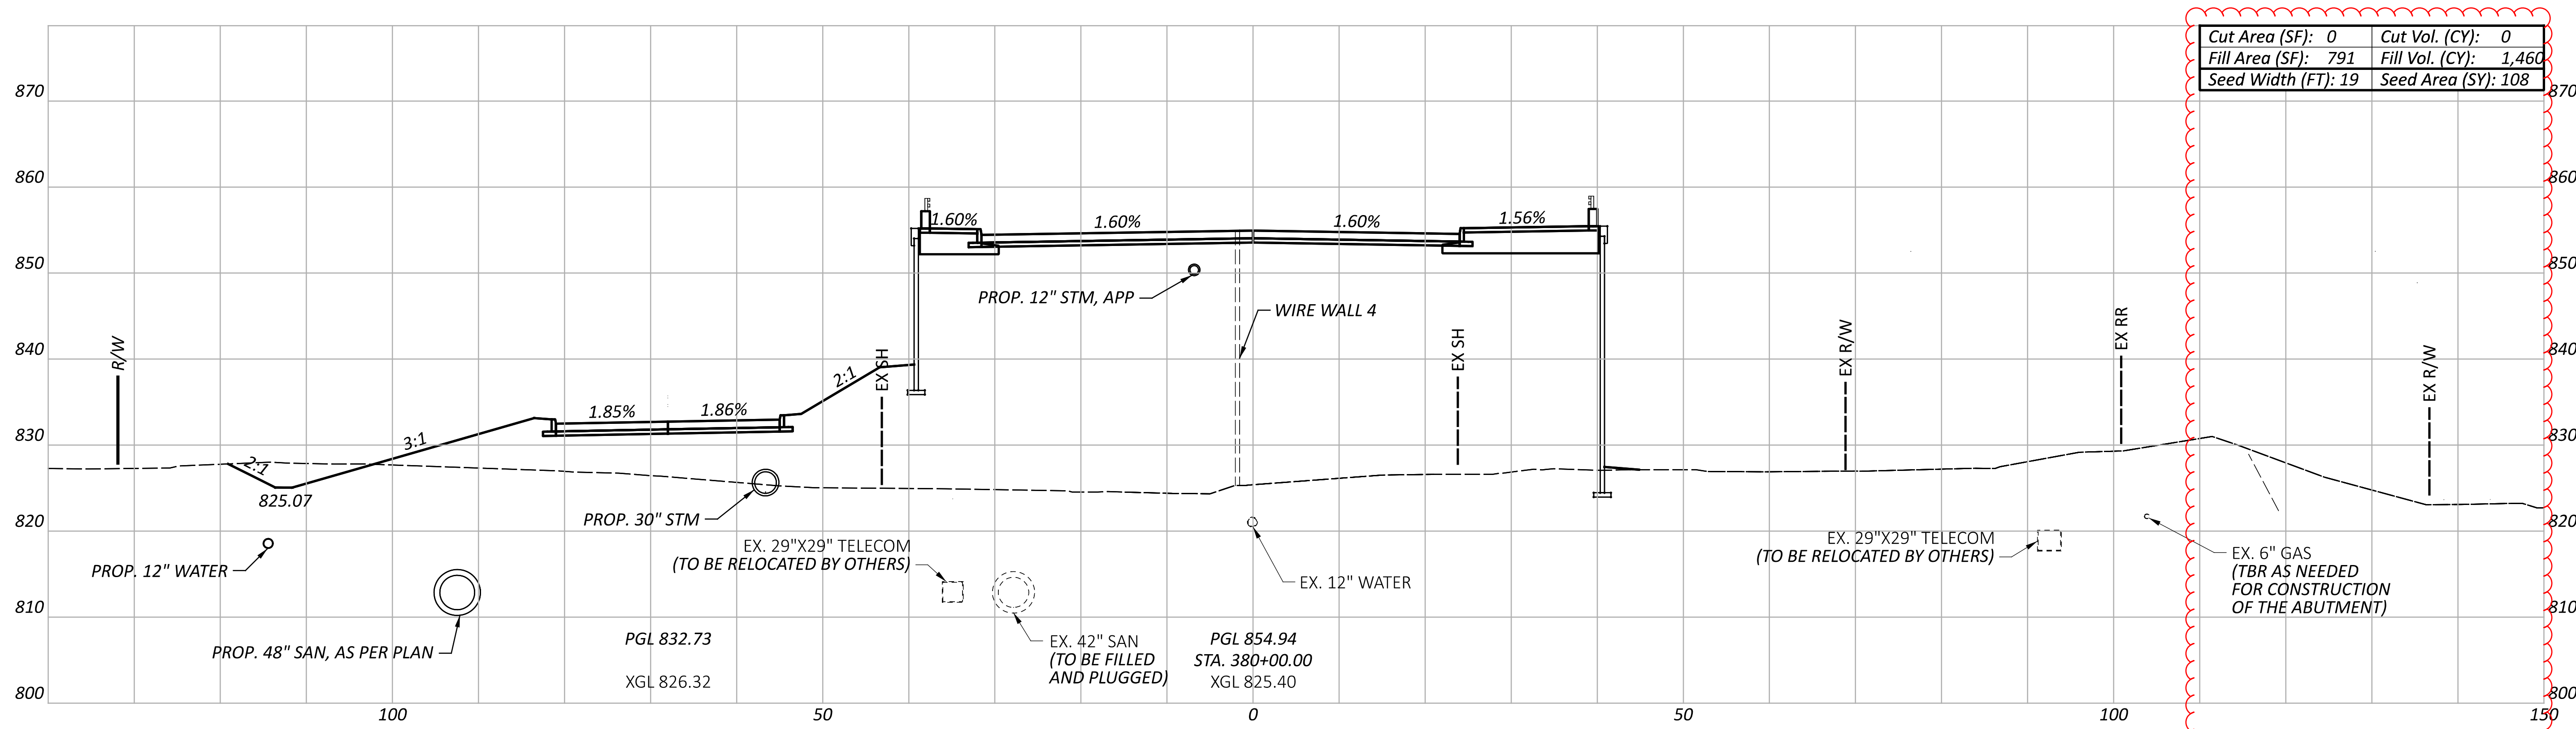 Cut Area (SF): 0 Cut Vol. (CY): 0
Fill Area (SF): 791 Fill Vol. (CY): 1,460
Seed Width (FT): 19 Seed Area (SY): 108
870 870
860 860
1.60% 1.60% 1.60% 1.56%
850 850
PROP. 12" STM, APP
WIRE WALL 4
840 840
R/W
EX SH
EX SH
EX R/W
EX RR
EX R/W
2:1
1.85% 1.86%
830 830
3:1
2:1
825.07
820 820
PROP. 30" STM
EX. 29"X29" TELECOM
(TO BE RELOCATED BY OTHERS)
EX. 29"X29" TELECOM
(TO BE RELOCATED BY OTHERS)
EX. 6" GAS
(TBR AS NEEDED
FOR CONSTRUCTION
OF THE ABUTMENT)
PROP. 12" WATER
EX. 12" WATER
810 810
PROP. 48" SAN, AS PER PLAN
PGL 832.73
XGL 826.32
EX. 42" SAN
(TO BE FILLED
AND PLUGGED)
PGL 854.94
STA. 380+00.00
XGL 825.40
800 800
100 50 0 50 100 150